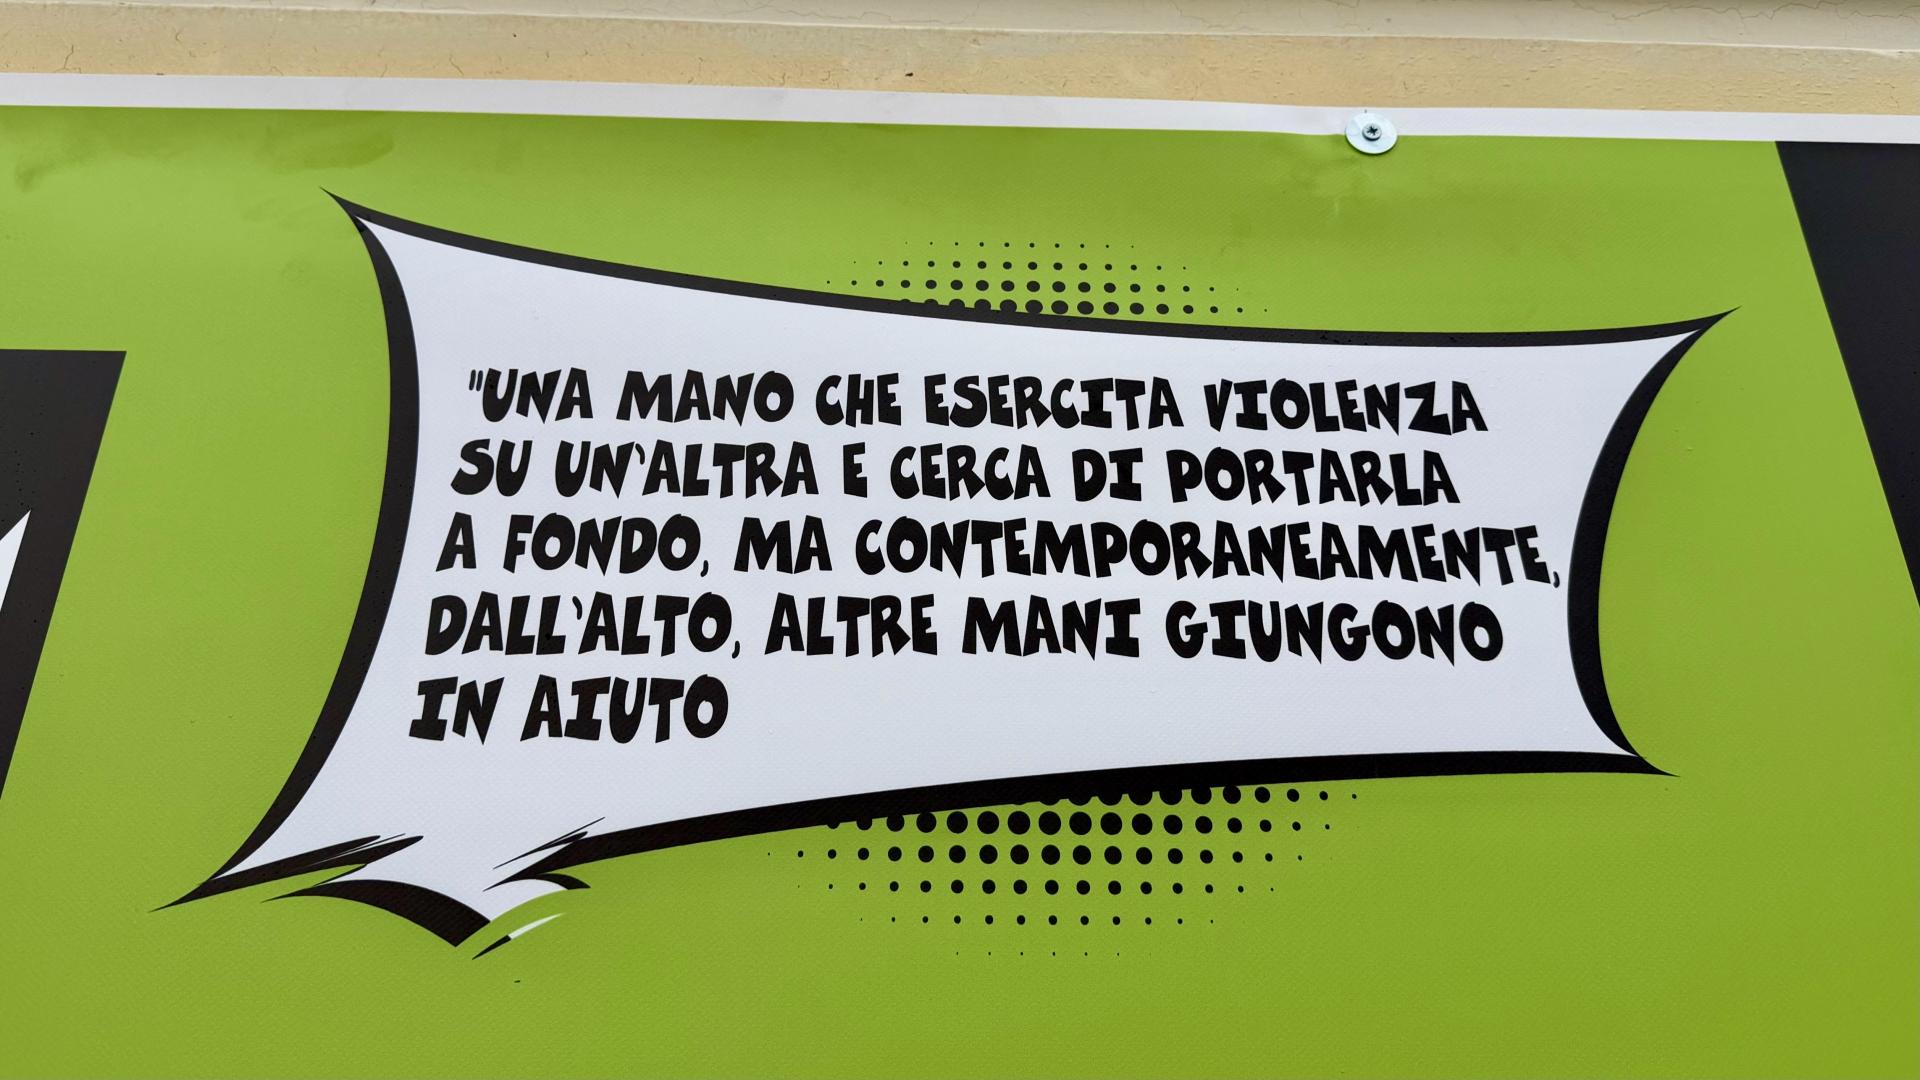 "UNA MANO CHE ESERCITA VIOLENZA
SU UN'ALTRA E CERCA DI PORTARLA
A FONDO, MA CONTEMPORANEAMENTE,
DALL'ALTO, ALTRE MANI GIUNGONO
IN AIUTO